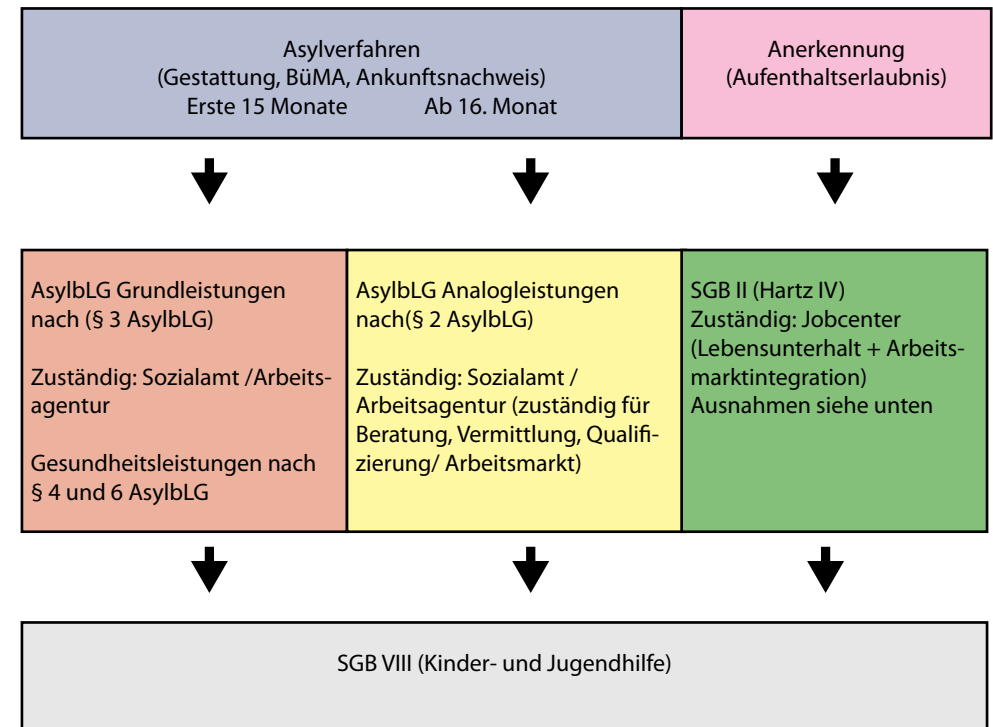 Asylverfahren
(Gestattung, BüMA, Ankunftsnachweis)
Erste 15 Monate Ab 16. Monat
Anerkennung
(Aufenthaltserlaubnis)
AsylbLG Grundleistungen
nach (§ 3 AsylbLG)
Zuständig: Sozialamt /Arbeits-
agentur
Gesundheitsleistungen nach
§ 4 und 6 AsylbLG
AsylbLG Analogleistungen
nach(§ 2 AsylbLG)
Zuständig: Sozialamt /
Arbeitsagentur (zuständig für
Beratung, Vermittlung, Qualifi-
zierung/ Arbeitsmarkt)
SGB II (Hartz IV)
Zuständig: Jobcenter
(Lebensunterhalt + Arbeits-
marktintegration)
Ausnahmen siehe unten
SGB VIII (Kinder- und Jugendhilfe)